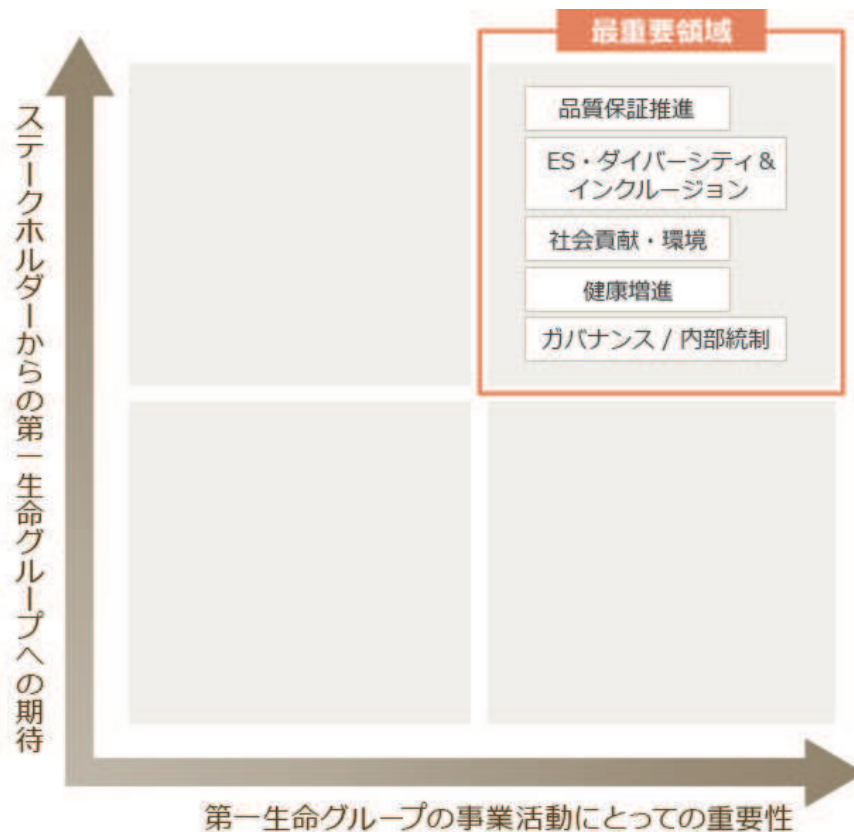 最重要領域
品質保証推進
ES・ダイバーシティ&
インクルージョン
社会貢献・環境
健康増進
ガバナンス / 内部統制
ステークホルダーからの第一生命グループへの期待
第一生命グループの事業活動にとっての重要性